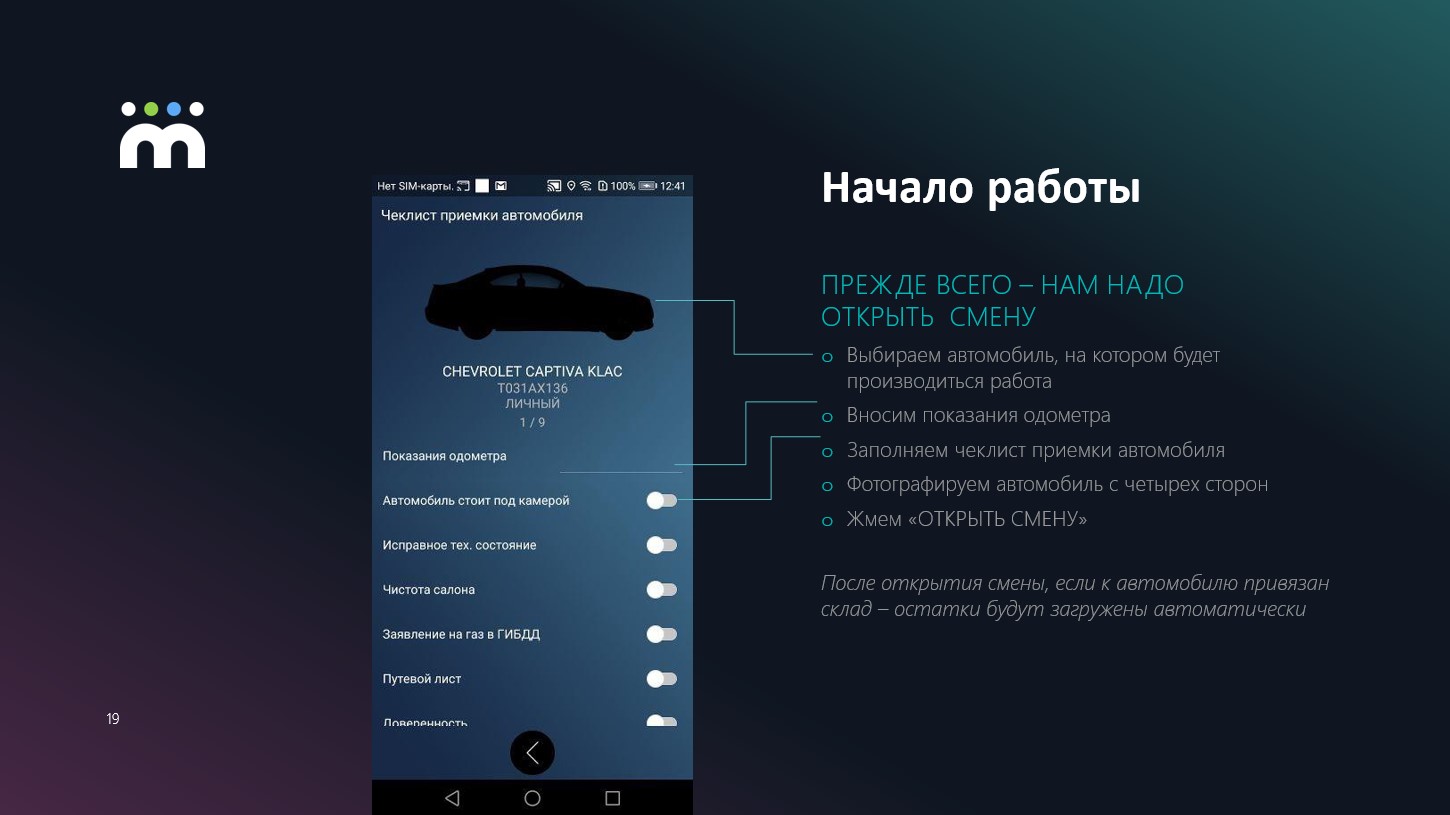 Нет SIM-карты. 100% 12:41
Чеклист приемки автомобиля
CHEVROLET CAPTIVA KLAC
T031AX136
ЛИЧНЫЙ
1 / 9
Показания одометра
Автомобиль стоит под камерой
Исправное тех. состояние
Чистота салона
Заявление на газ в ГИБДД
Путевой лист
Доверенность
Начало работы
ПРЕЖДЕ ВСЕГО – НАМ НАДО
ОТКРЫТЬ СМЕНУ
o Выбираем автомобиль, на котором будет
производиться работа
o Вносим показания одометра
o Заполняем чеклист приемки автомобиля
o Фотографируем автомобиль с четырех сторон
o Жмем «ОТКРЫТЬ СМЕНУ»
После открытия смены, если к автомобилю привязан
склад – остатки будут загружены автоматически
19